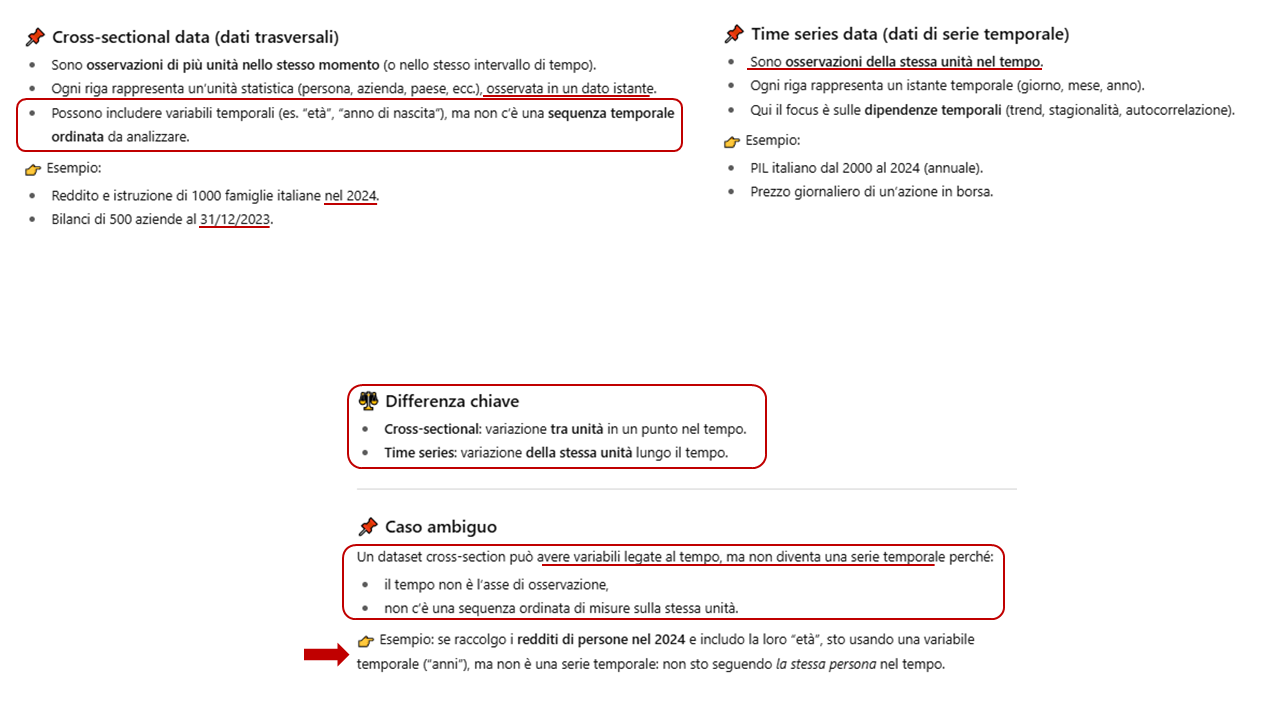 📌 Cross-sectional data (dati trasversali)
• Sono osservazioni di più unità nello stesso momento (o nello stesso intervallo di tempo).
• Ogni riga rappresenta un'unità statistica (persona, azienda, paese, ecc.), osservata in un dato istante.
• Possono includere variabili temporali (es. “età”, “anno di nascita”), ma non c'è una sequenza temporale
ordinata da analizzare.
👉 Esempio:
• Reddito e istruzione di 1000 famiglie italiane nel 2024.
• Bilanci di 500 aziende al 31/12/2023.
📌 Time series data (dati di serie temporale)
• Sono osservazioni della stessa unità nel tempo.
• Ogni riga rappresenta un istante temporale (giorno, mese, anno).
• Qui il focus è sulle dipendenze temporali (trend, stagionalità, autocorrelazione).
👉 Esempio:
• PIL italiano dal 2000 al 2024 (annuale).
• Prezzo giornaliero di un'azione in borsa.
⚖️ Differenza chiave
• Cross-sectional: variazione tra unità in un punto nel tempo.
• Time series: variazione della stessa unità lungo il tempo.
📌 Caso ambiguo
Un dataset cross-section può avere variabili legate al tempo, ma non diventa una serie temporale perché:
• il tempo non è l'asse di osservazione,
• non c'è una sequenza ordinata di misure sulla stessa unità.
👉 Esempio: se raccolgo i redditi di persone nel 2024 e includo la loro “età”, sto usando una variabile
temporale (“anni”), ma non è una serie temporale: non sto seguendo la stessa persona nel tempo.